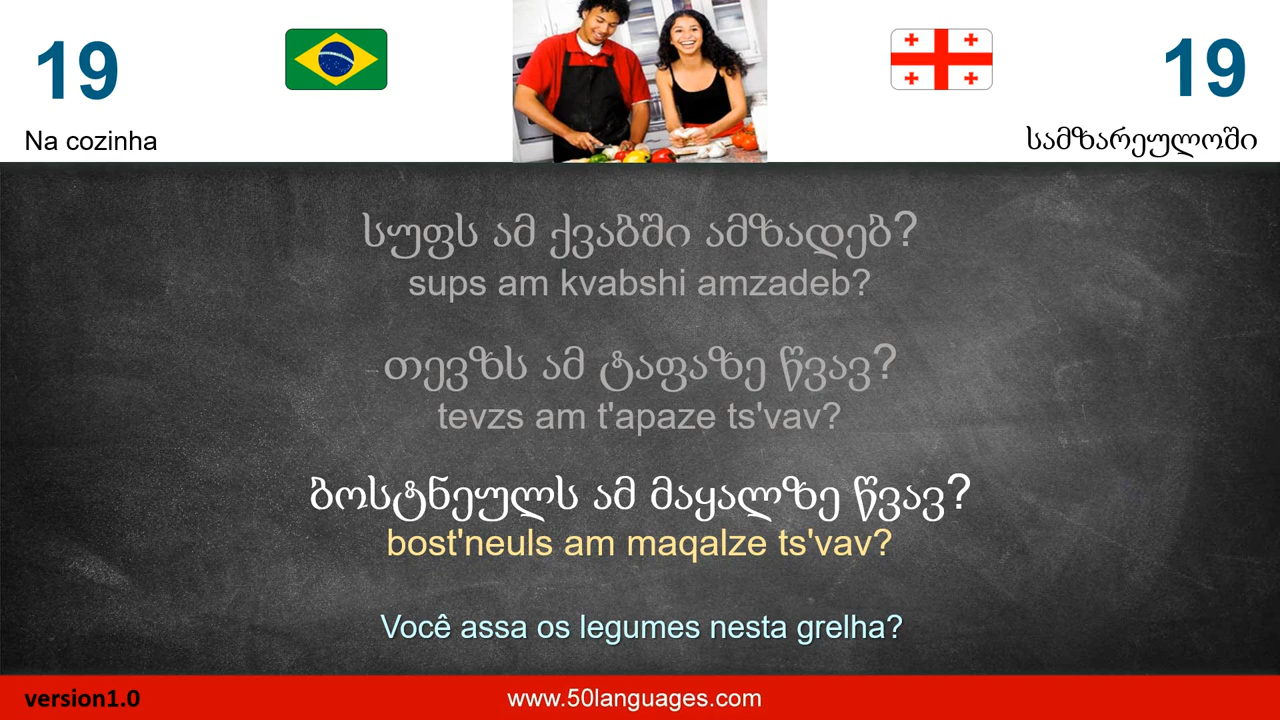 19
19
Na cozinha
სამზარეულოში
სუფს ამ ქვაბში ამზადებ?
sups am kvabshi amzadeb?
თევზს ამ ტაფაზე წვავ?
tevzs am t'apaze ts'vav?
ბოსტნეულს ამ მაყალზე წვავ?
bost'neuls am maqalze ts'vav?
Você assa os legumes nesta grelha?
version1.0
www.50languages.com